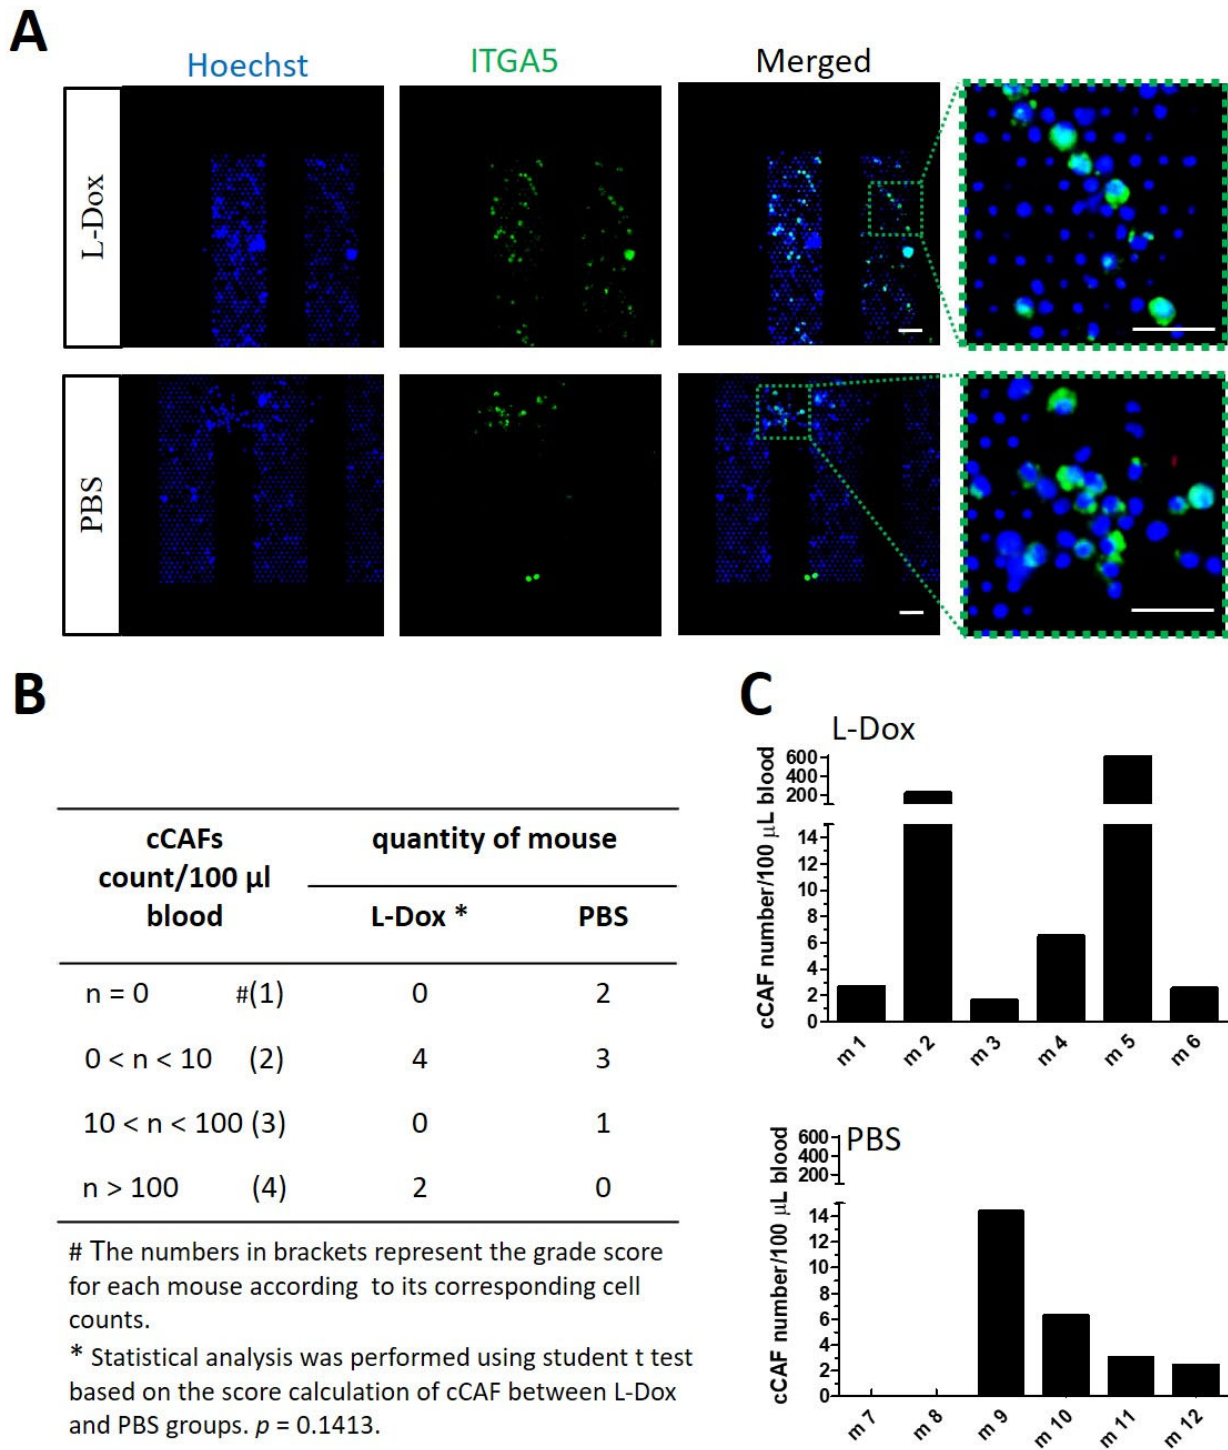 A
Hoechst
ITGA5
Merged
L-Dox
PBS
B
cCAFs
count/100 µl
blood
quantity of mouse
L-Dox *
PBS
n = 0 #(1) 0 2
0 < n < 10 (2) 4 3
10 < n < 100 (3) 0 1
n > 100 (4) 2 0
# The numbers in brackets represent the grade score
for each mouse according to its corresponding cell
counts.
* Statistical analysis was performed using student t test
based on the score calculation of cCAF between L-Dox
and PBS groups. p = 0.1413.
C
L-Dox
cCAF number/100 µL blood
600
400
200
14
12
10
8
6
4
2
0
m 1
m 2
m 3
m 4
m 5
m 6
PBS
cCAF number/100 µL blood
600
400
200
14
12
10
8
6
4
2
0
m 7
m 8
m 9
m 10
m 11
m 12